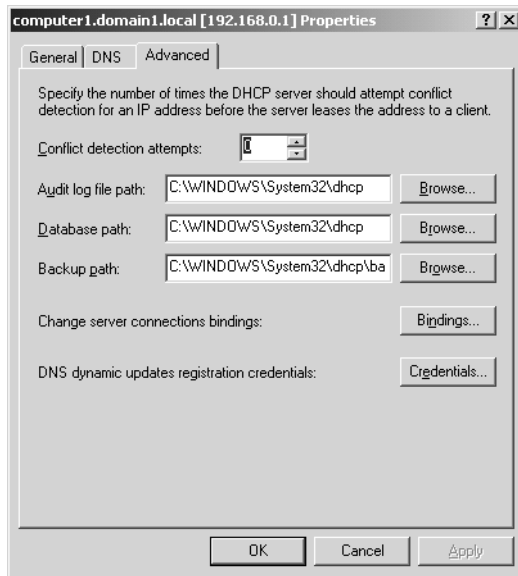 computer1.domain1.local [192.168.0.1] Properties
General DNS Advanced
Specify the number of times the DHCP server should attempt conflict
detection for an IP address before the server leases the address to a client.
Conflict detection attempts: 0
Audit log file path: C:\WINDOWS\System32\dhcp Browse...
Database path: C:\WINDOWS\System32\dhcp Browse...
Backup path: C:\WINDOWS\System32\dhcp\ba Browse...
Change server connections bindings: Bindings...
DNS dynamic updates registration credentials: Credentials...
OK Cancel Apply